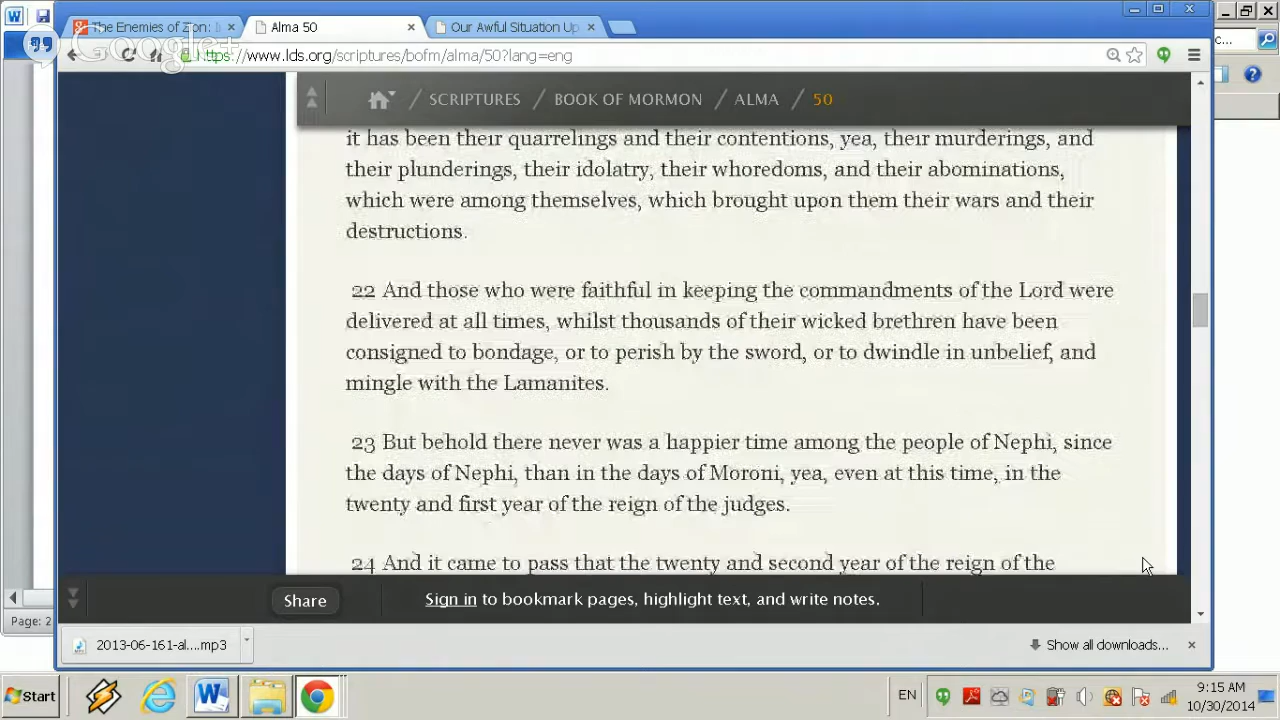 The Enemies of Zion: I
Alma 50
Our Awful Situation Up
Google+
https://www.lds.org/scriptures/bofm/alma/50?lang=eng
c...
SCRIPTURES / BOOK OF MORMON / ALMA / 50
it has been their quarrelings and their contentions, yea, their murderings, and
their plunderings, their idolatry, their whoredoms, and their abominations,
which were among themselves, which brought upon them their wars and their
destructions.
22 And those who were faithful in keeping the commandments of the Lord were
delivered at all times, whilst thousands of their wicked brethren have been
consigned to bondage, or to perish by the sword, or to dwindle in unbelief, and
mingle with the Lamanites.
23 But behold there never was a happier time among the people of Nephi, since
the days of Nephi, than in the days of Moroni, yea, even at this time, in the
twenty and first year of the reign of the judges.
24 And it came to pass that the twenty and second year of the reign of the
Share
Sign in to bookmark pages, highlight text, and write notes.
Page: 2
2013-06-161-al....mp3
Show all downloads...
Start
EN
9:15 AM
10/30/2014